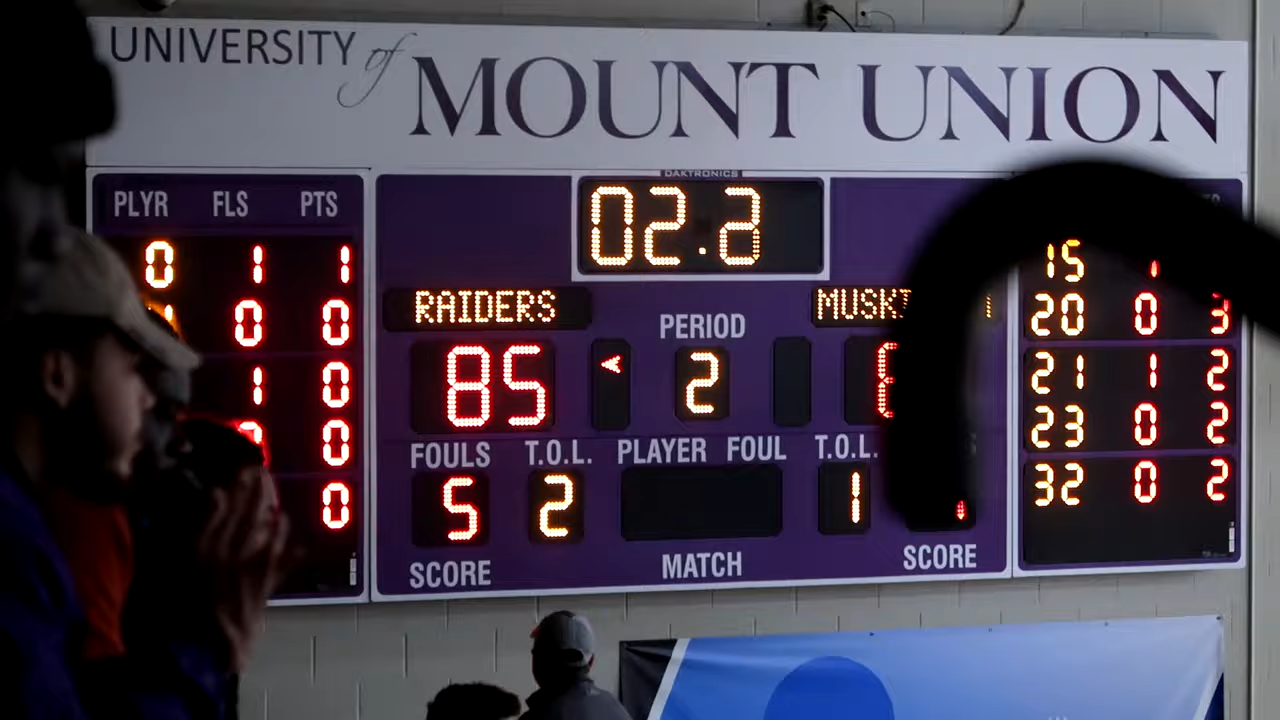 UNIVERSITY of MOUNT UNION
DAKTRONICS
PLYR FLS PTS
02.2
0 1 1
15
RAIDERS
20 0 3
0 0
PERIOD
85 2
1 0
21 1 2
0
23 0 2
FOULS T.O.L. PLAYER FOUL T.O.L.
5 2 1
0
32 0 2
SCORE MATCH SCORE